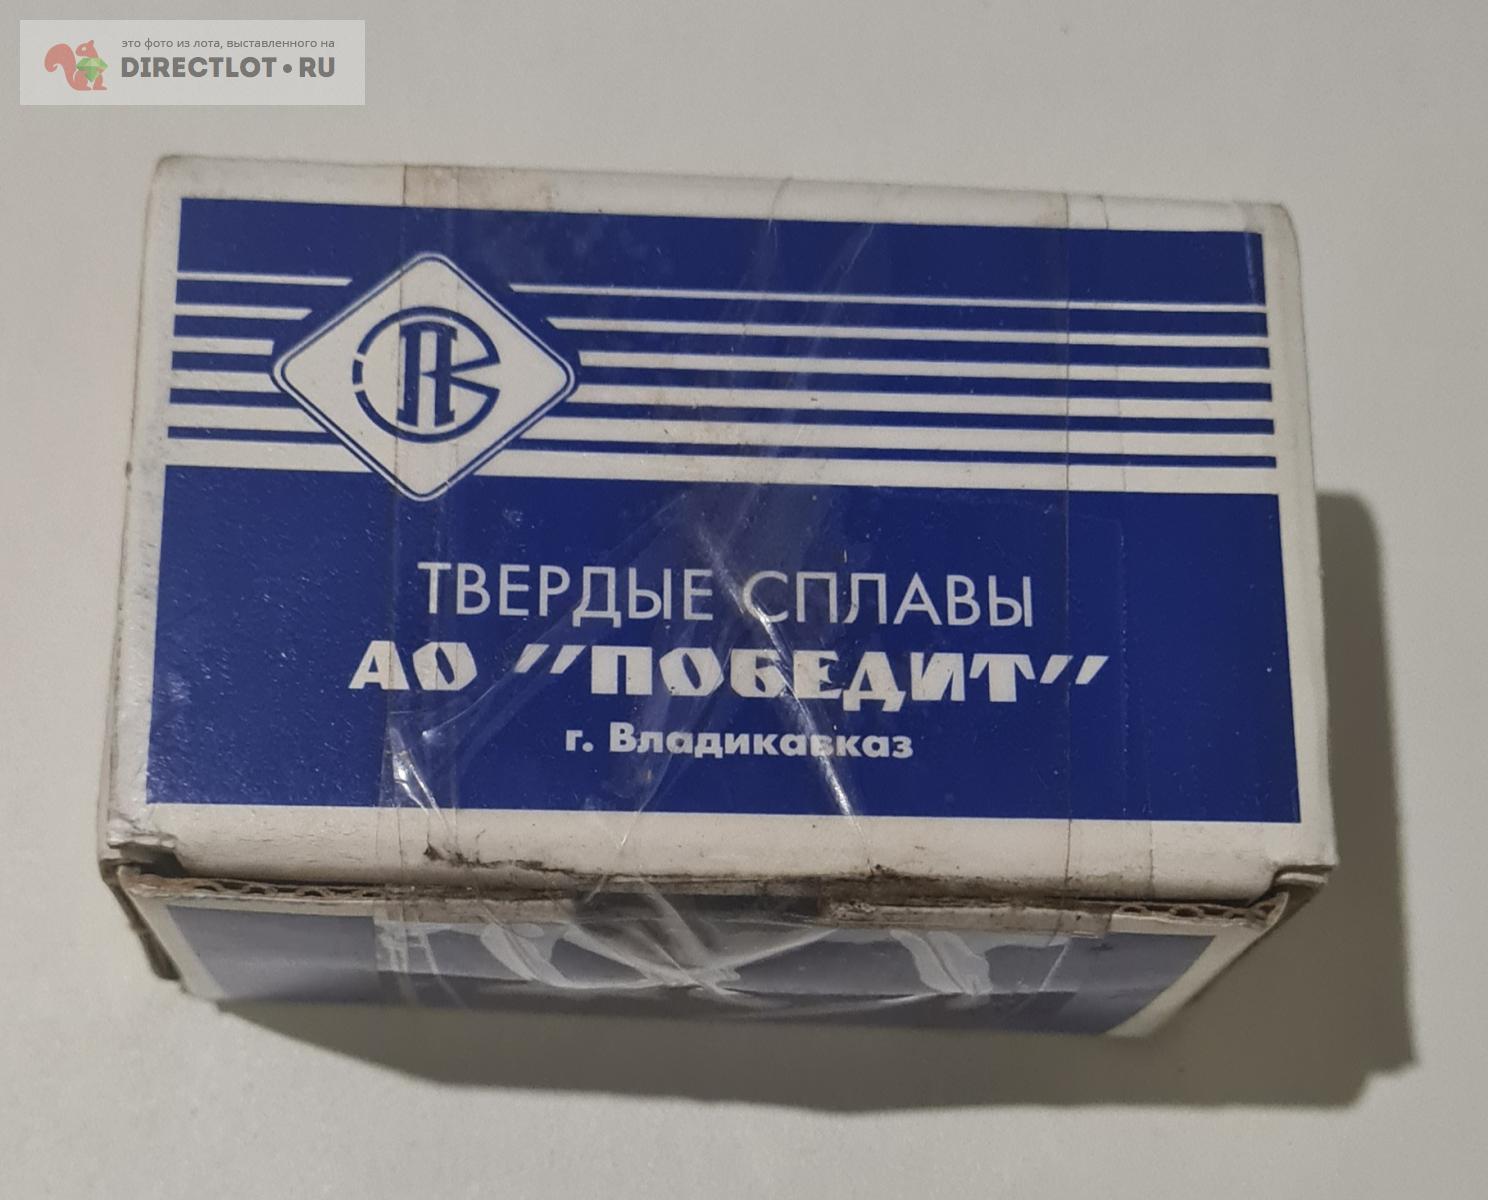 это фото из лота, выставленного на
DIRECTLOT•RU
ТВЕРДЫЕ СПЛАВЫ
АО "ПОБЕДИТ"
г. Владикавказ